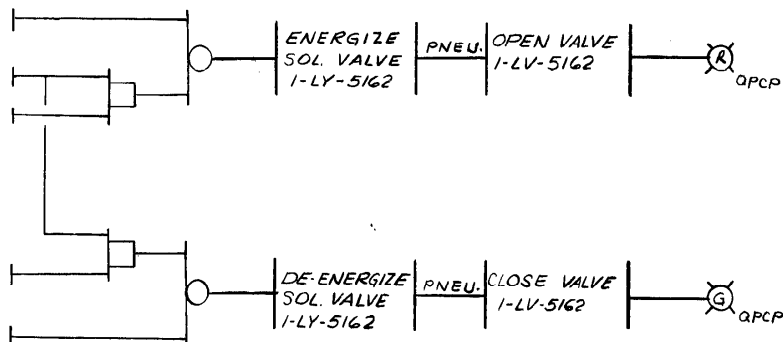 ENERGIZE
SOL. VALVE
1-LY-5162
PNEU.
OPEN VALVE
1-LV-5162
R
QPCP
DE-ENERGIZE
SOL. VALVE
1-LY-5162
PNEU.
CLOSE VALVE
1-LV-5162
G
QPCP